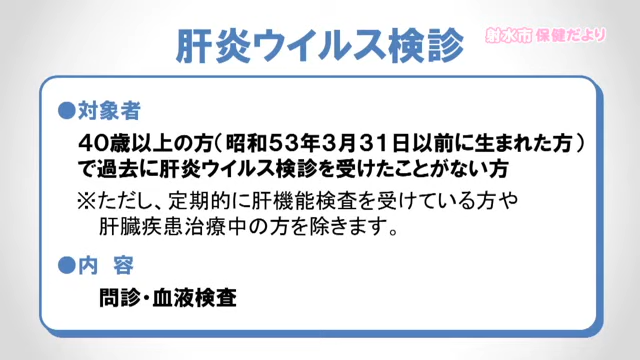 肝炎ウイルス検診
射水市 保健だより
●対象者
40歳以上の方(昭和53年3月31日以前に生まれた方)
で過去に肝炎ウイルス検診を受けたことがない方
※ただし、定期的に肝機能検査を受けている方や
肝臓疾患治療中の方を除きます。
●内 容
問診・血液検査